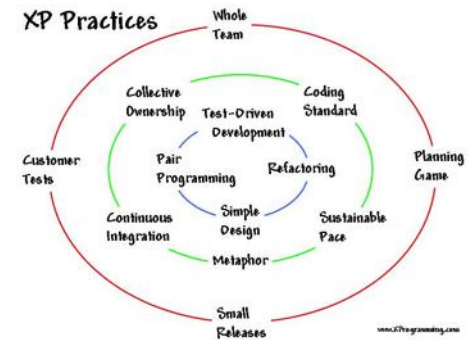 XP Practices
Whole
Team
Collective
Ownership
Coding
Standard
Test-Driven
Development
Customer
Tests
Pair
Programming
Refactoring
Planning
Game
Continuous
Integration
Simple
Design
Sustainable
Pace
Metaphor
Small
Releases
www.XProgramming.com